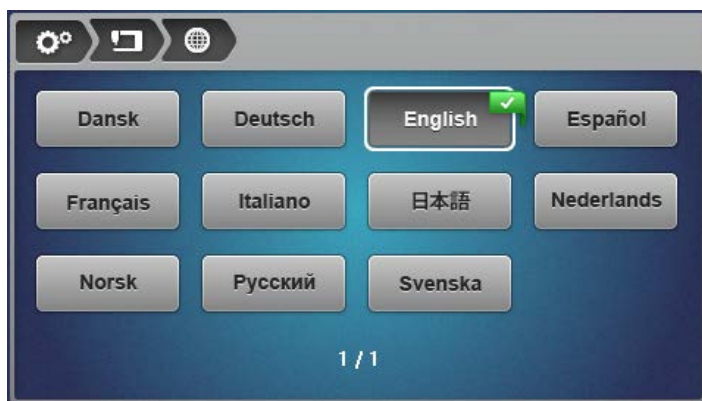 Dansk Deutsch English Español
Français Italiano 日本語 Nederlands
Norsk Русский Svenska
1 / 1